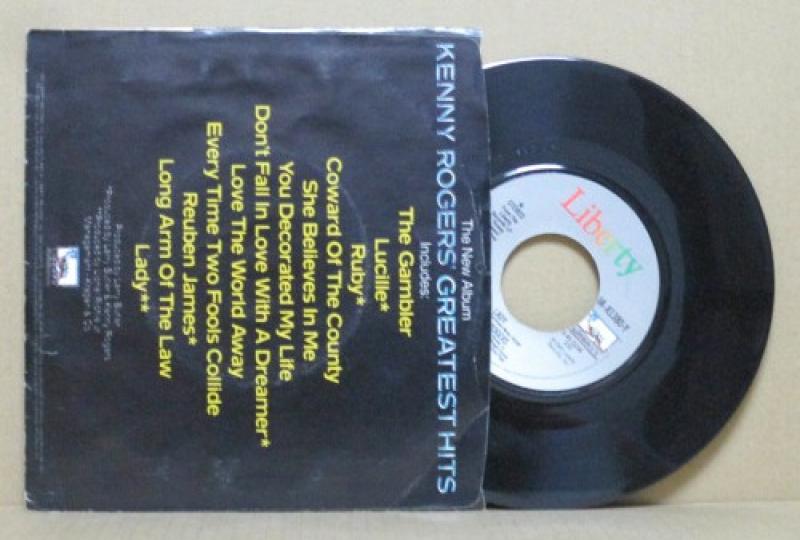 The New Album
KENNY ROGERS' GREATEST HITS
Includes:
The Gambler
Lucille*
Ruby*
Coward Of The County
She Believes In Me
You Decorated My Life
Don't Fall In Love With A Dreamer*
Love The World Away
Every Time Two Fools Collide
Reuben James*
Long Arm Of The Law
Lady**
Liberty
STEREO
LADY